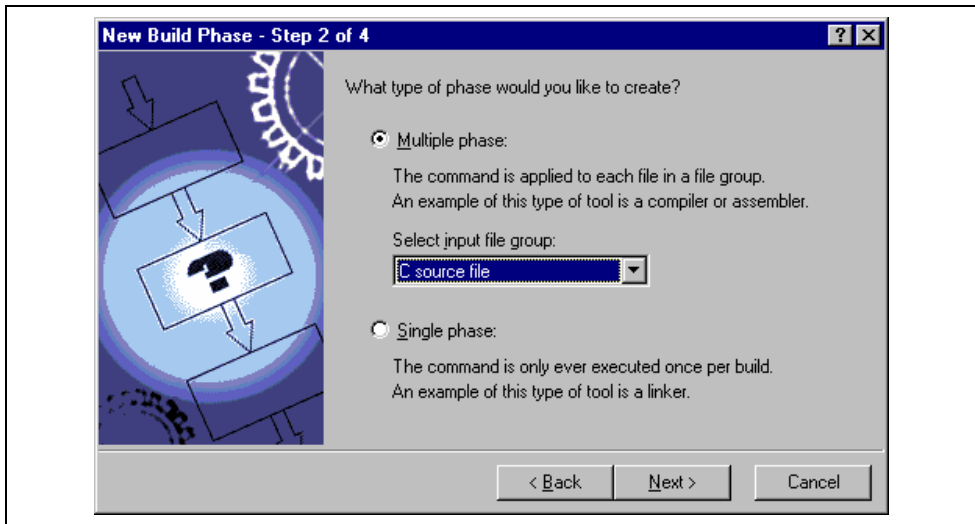 New Build Phase - Step 2 of 4
What type of phase would you like to create?
Multiple phase:
The command is applied to each file in a file group.
An example of this type of tool is a compiler or assembler.
Select input file group:
C source file
?
Single phase:
The command is only ever executed once per build.
An example of this type of tool is a linker.
< Back
Next >
Cancel